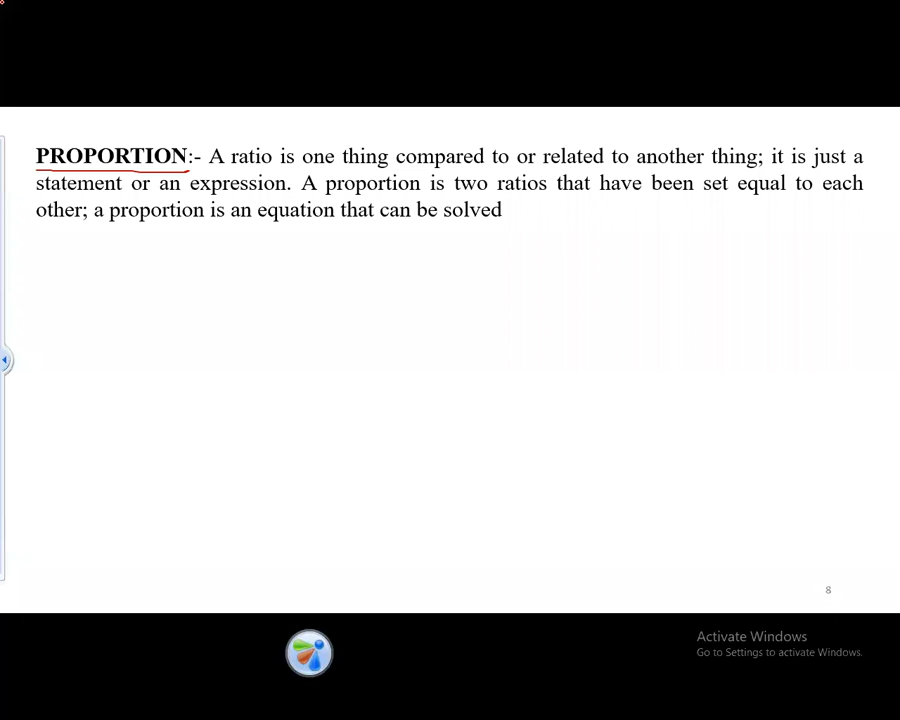 PROPORTION:- A ratio is one thing compared to or related to another thing; it is just a
statement or an expression. A proportion is two ratios that have been set equal to each
other; a proportion is an equation that can be solved
8
Activate Windows
Go to Settings to activate Windows.